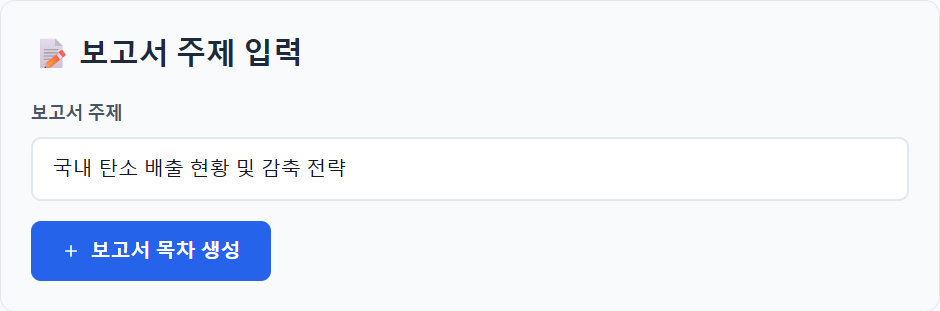 📝 보고서 주제 입력
보고서 주제
국내 탄소 배출 현황 및 감축 전략
+ 보고서 목차 생성